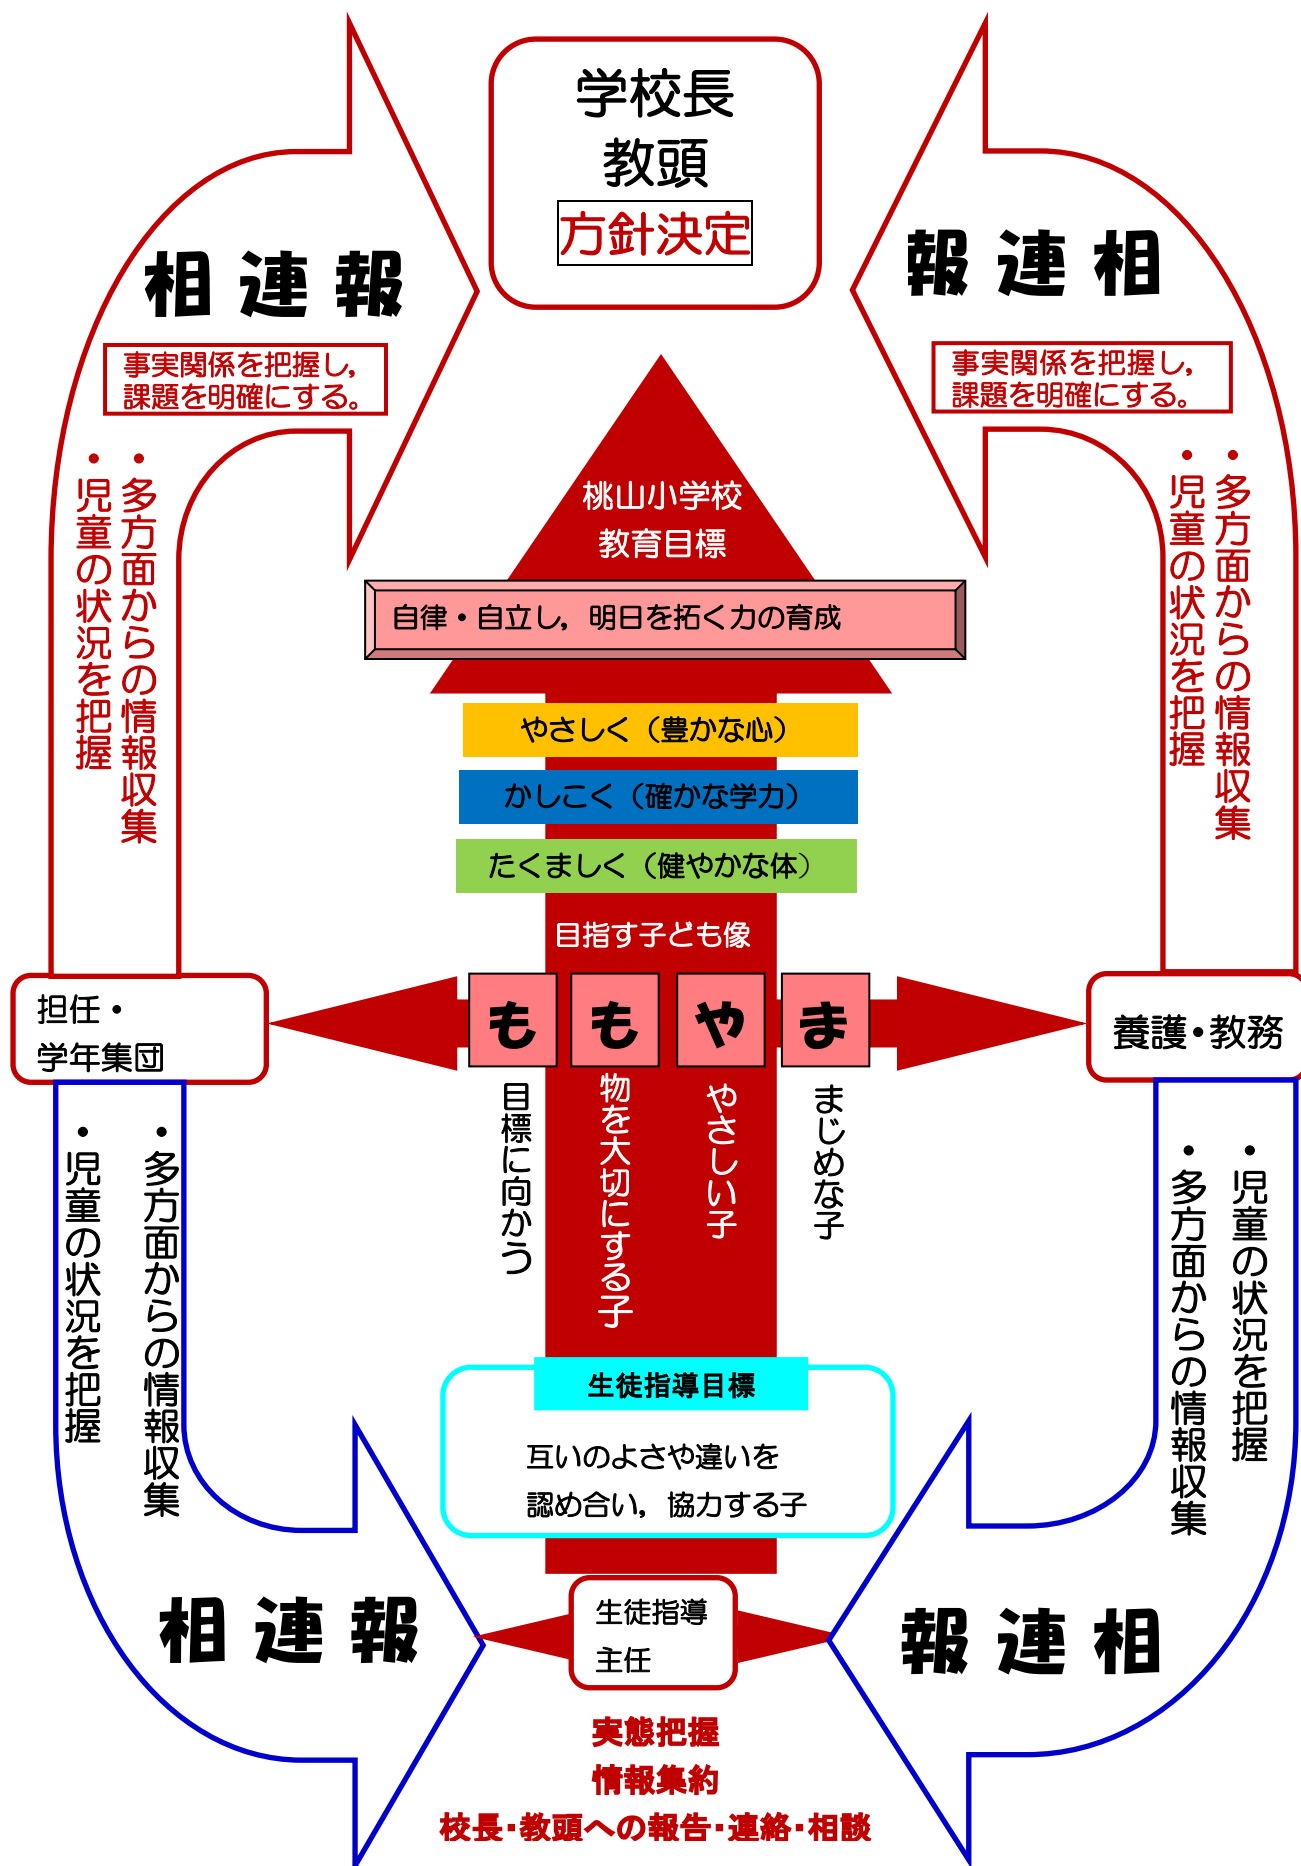 学校長
教頭
方針決定
相連報
報連相
事実関係を把握し，
課題を明確にする。
事実関係を把握し，
課題を明確にする。
・多方面からの情報収集
・児童の状況を把握
・多方面からの情報収集
・児童の状況を把握
桃山小学校
教育目標
自律・自立し，明日を拓く力の育成
やさしく（豊かな心）
かしこく（確かな学力）
たくましく（健やかな体）
目指す子ども像
担任・
学年集団
も
も
や
ま
養護・教務
目標に向かう
物を大切にする子
やさしい子
まじめな子
・多方面からの情報収集
・児童の状況を把握
・児童の状況を把握
・多方面からの情報収集
生徒指導目標
互いのよさや違いを
認め合い，協力する子
相連報
報連相
生徒指導
主任
実態把握
情報集約
校長・教頭への報告・連絡・相談